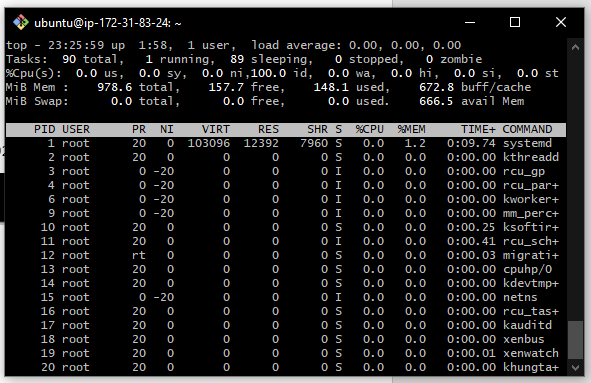 ubuntu@ip-172-31-83-24: ~
top - 23:25:59 up  1:58,  1 user,  load average: 0.00, 0.00, 0.00
Tasks:  90 total,   1 running,  89 sleeping,   0 stopped,   0 zombie
%Cpu(s):  0.0 us,  0.0 sy,  0.0 ni,100.0 id,  0.0 wa,  0.0 hi,  0.0 si,  0.0 st
MiB Mem :    978.6 total,    157.7 free,    148.1 used,    672.8 buff/cache
MiB Swap:      0.0 total,      0.0 free,      0.0 used.    666.5 avail Mem
PID USER      PR  NI    VIRT    RES    SHR S  %CPU  %MEM     TIME+ COMMAND
1 root      20   0  103096  12392   7960 S   0.0   1.2   0:09.74 systemd
2 root      20   0       0      0      0 S   0.0   0.0   0:00.00 kthreadd
3 root       0 -20       0      0      0 I   0.0   0.0   0:00.00 rcu_gp
4 root       0 -20       0      0      0 I   0.0   0.0   0:00.00 rcu_par+
6 root       0 -20       0      0      0 I   0.0   0.0   0:00.00 kworker+
9 root       0 -20       0      0      0 I   0.0   0.0   0:00.00 mm_perc+
10 root      20   0       0      0      0 S   0.0   0.0   0:00.25 ksoftir+
11 root      20   0       0      0      0 I   0.0   0.0   0:00.41 rcu_sch+
12 root      rt   0       0      0      0 S   0.0   0.0   0:00.03 migrati+
13 root      20   0       0      0      0 S   0.0   0.0   0:00.00 cpuhp/0
14 root      20   0       0      0      0 S   0.0   0.0   0:00.00 kdevtmp+
15 root       0 -20       0      0      0 I   0.0   0.0   0:00.00 netns
16 root      20   0       0      0      0 S   0.0   0.0   0:00.00 rcu_tas+
17 root      20   0       0      0      0 S   0.0   0.0   0:00.00 kauditd
18 root      20   0       0      0      0 S   0.0   0.0   0:00.00 xenbus
19 root      20   0       0      0      0 S   0.0   0.0   0:00.01 xenwatch
20 root      20   0       0      0      0 S   0.0   0.0   0:00.00 khungta+